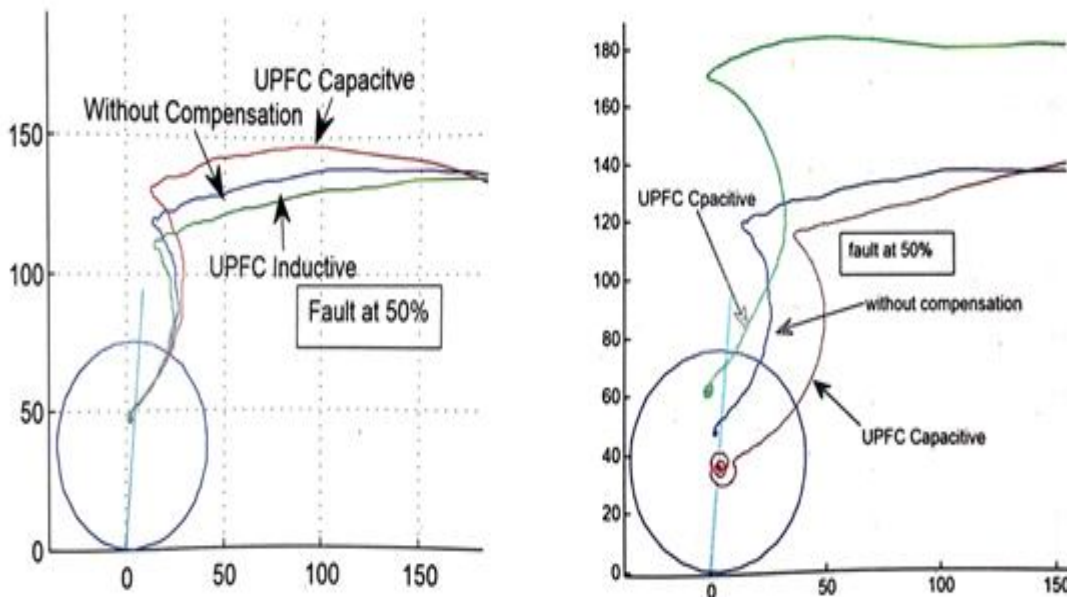 UPFC Capacitve
Without Compensation
150
UPFC Inductive
100
Fault at 50%
50
0
0 50 100 150
180
160
140
UPFC Cpacitive
120
fault at 50%
100
without compensation
80
60
UPFC Capacitive
40
20
0
0 50 100 150